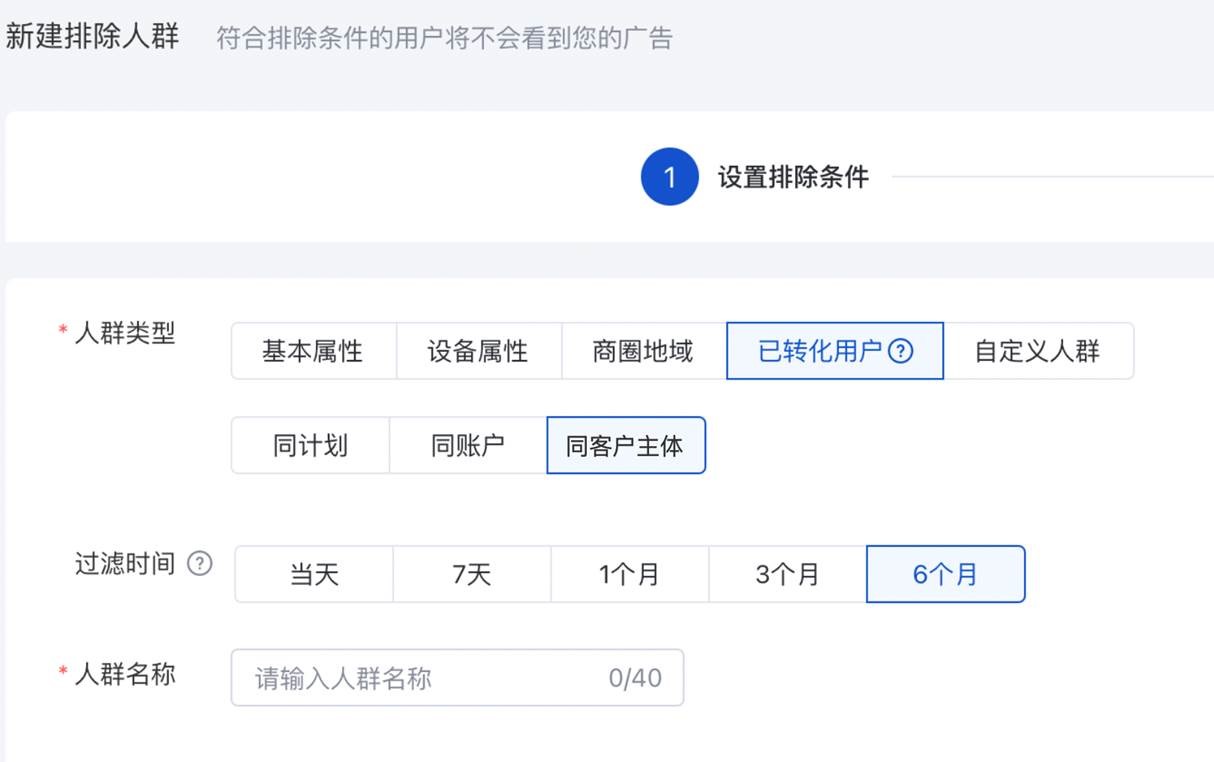 新建排除人群 符合排除条件的用户将不会看到您的广告
1 设置排除条件
* 人群类型 基本属性 设备属性 商圈地域 已转化用户 ? 自定义人群
同计划 同账户 同客户主体
过滤时间 ? 当天 7天 1个月 3个月 6个月
* 人群名称 请输入人群名称 0/40